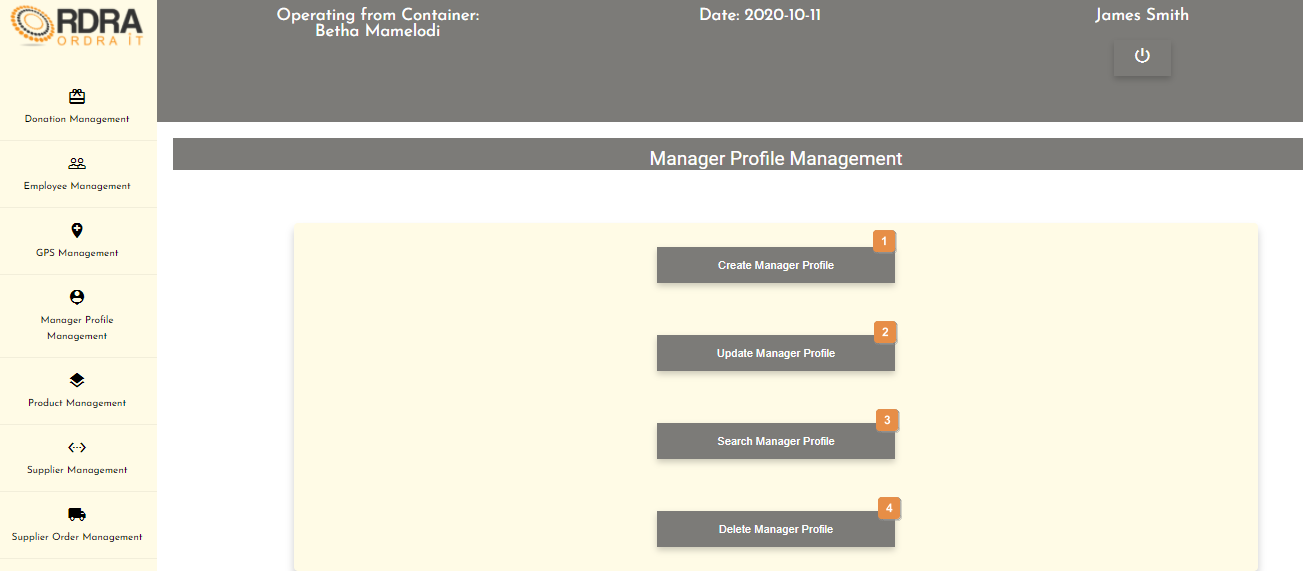 RDRA
ORDRA IT
Operating from Container:
Betha Mamelodi
Date: 2020-10-11
James Smith
Donation Management
Employee Management
GPS Management
Manager Profile
Management
Product Management
Supplier Management
Supplier Order Management
Manager Profile Management
1
Create Manager Profile
2
Update Manager Profile
3
Search Manager Profile
4
Delete Manager Profile